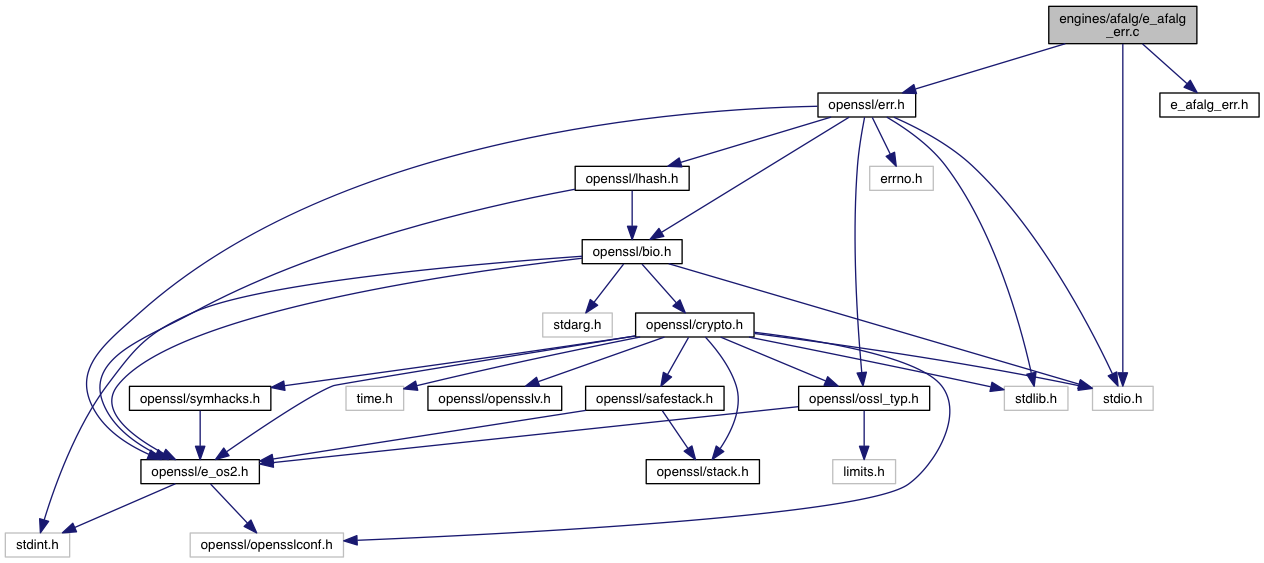 engines/afalg/e_afalg
_err.c
openssl/err.h
e_afalg_err.h
openssl/lhash.h
errno.h
openssl/bio.h
stdarg.h
openssl/crypto.h
openssl/symhacks.h
time.h
openssl/opensslv.h
openssl/safestack.h
openssl/ossl_typ.h
stdlib.h
stdio.h
openssl/e_os2.h
openssl/stack.h
limits.h
stdint.h
openssl/opensslconf.h